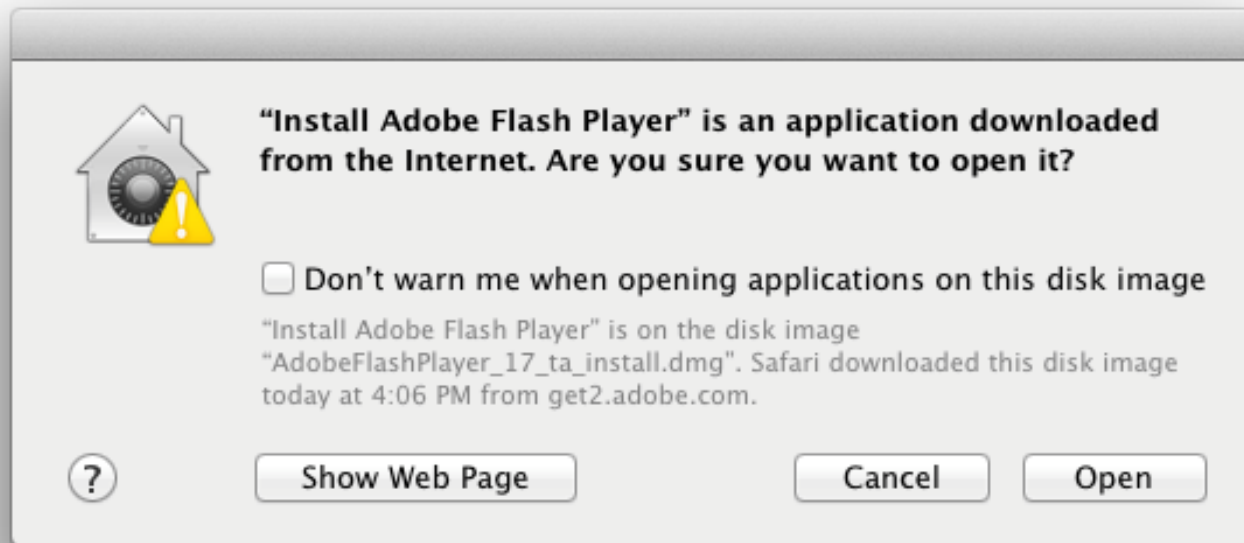 “Install Adobe Flash Player” is an application downloaded
from the Internet. Are you sure you want to open it?
Don’t warn me when opening applications on this disk image
“Install Adobe Flash Player” is on the disk image
“AdobeFlashPlayer_17_ta_install.dmg”. Safari downloaded this disk image
today at 4:06 PM from get2.adobe.com.
? Show Web Page Cancel Open